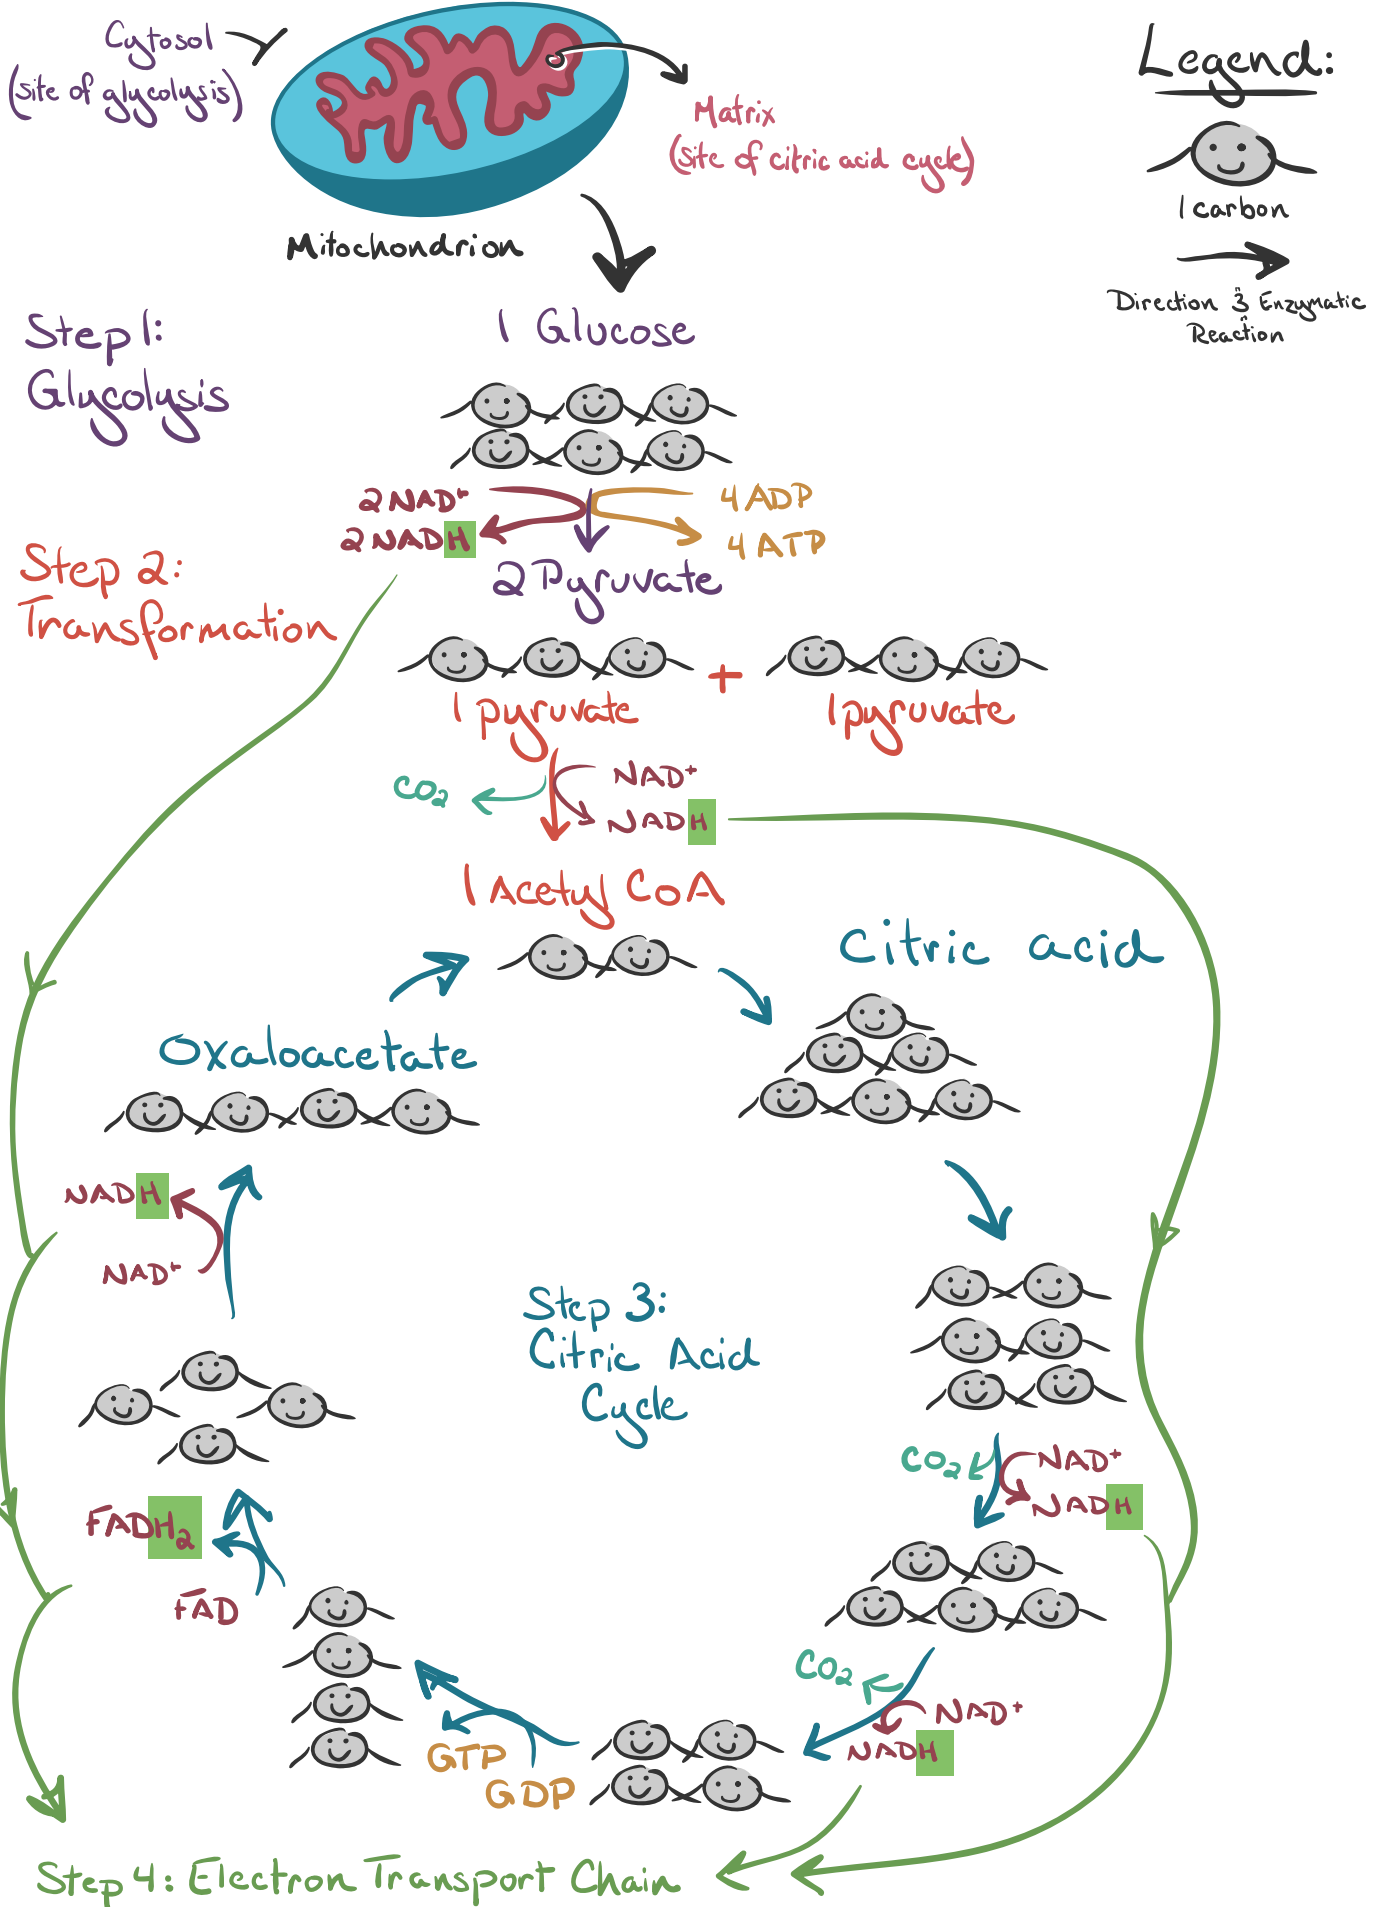 Cytosol
(site of glycolysis)
Matrix
(site of citric acid cycle)
Mitochondrion
Legend:
1 carbon
Direction & Enzymatic
Reaction
Step 1:
Glycolysis
1 Glucose
2 NAD+
4 ADP
2 NADH
4 ATP
2 Pyruvate
Step 2:
Transformation
+
1 pyruvate
1 pyruvate
CO2
NAD+
NADH
1 Acetyl CoA
Citric acid
Oxaloacetate
NADH
NAD+
Step 3:
Citric Acid
Cycle
CO2
NAD+
NADH
FADH2
FAD
CO2
NAD+
NADH
GTP
GDP
Step 4: Electron Transport Chain